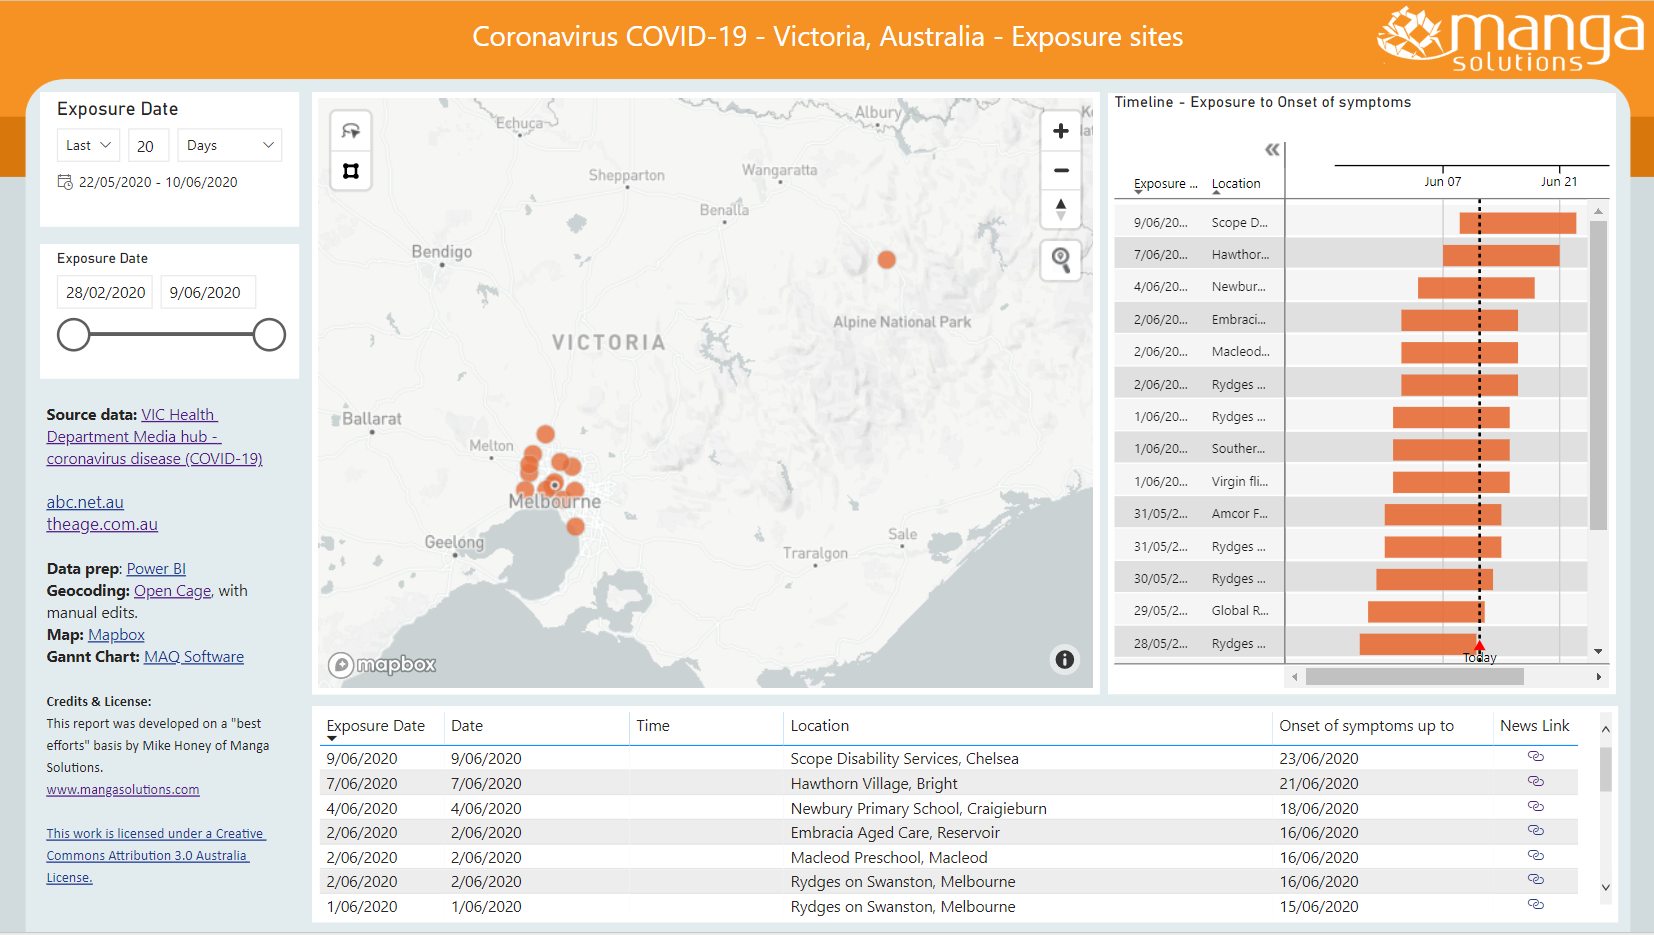 Coronavirus COVID-19 - Victoria, Australia - Exposure sites
manga
solutions
Exposure Date
Last 20 Days
22/05/2020 - 10/06/2020
Exposure Date
28/02/2020 9/06/2020
Source data: VIC Health
Department Media hub -
coronavirus disease (COVID-19)
abc.net.au
theage.com.au
Data prep: Power BI
Geocoding: Open Cage, with
manual edits.
Map: Mapbox
Gannt Chart: MAQ Software
Credits & License:
This report was developed on a "best
efforts" basis by Mike Honey of Manga
Solutions.
www.mangasolutions.com
This work is licensed under a Creative
Commons Attribution 3.0 Australia
License.
Echuca
Albury
Shepparton
Wangaratta
Benalla
Bendigo
Alpine National Park
VICTORIA
Ballarat
Melton
Melbourne
Geelong
Sale
Traralgon
mapbox
Timeline - Exposure to Onset of symptoms
Exposure ... Location Jun 07 Jun 21
9/06/20... Scope D...
7/06/20... Hawthor...
4/06/20... Newbur...
2/06/20... Embraci...
2/06/20... Macleod...
2/06/20... Rydges ...
1/06/20... Rydges ...
1/06/20... Souther...
1/06/20... Virgin fli...
31/05/2... Amcor F...
31/05/2... Rydges ...
30/05/2... Rydges ...
29/05/2... Global R...
28/05/2... Rydges ...
Today
Exposure Date Date Time Location Onset of symptoms up to News Link
9/06/2020 9/06/2020 Scope Disability Services, Chelsea 23/06/2020
7/06/2020 7/06/2020 Hawthorn Village, Bright 21/06/2020
4/06/2020 4/06/2020 Newbury Primary School, Craigieburn 18/06/2020
2/06/2020 2/06/2020 Embracia Aged Care, Reservoir 16/06/2020
2/06/2020 2/06/2020 Macleod Preschool, Macleod 16/06/2020
2/06/2020 2/06/2020 Rydges on Swanston, Melbourne 16/06/2020
1/06/2020 1/06/2020 Rydges on Swanston, Melbourne 15/06/2020